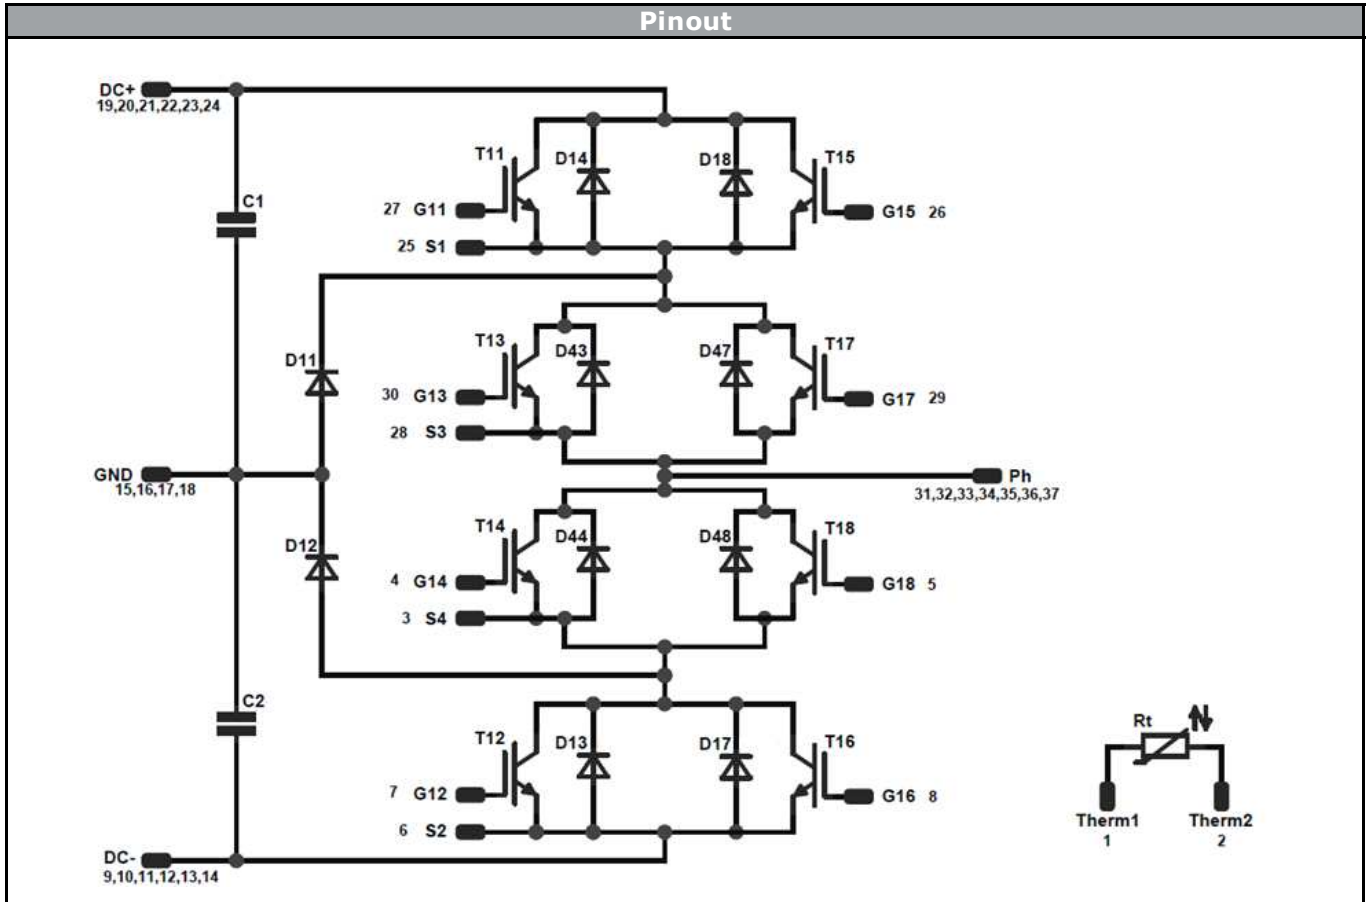 Pinout
DC+
19,20,21,22,23,24
T11
D14
D18
T15
C1
27 G11
G15 26
25 S1
T13
D43
D47
T17
D11
30 G13
G17 29
28 S3
GND
15,16,17,18
Ph
31,32,33,34,35,36,37
T14
D44
D48
T18
D12
4 G14
G18 5
3 S4
C2
Rt
T12
D13
D17
T16
7 G12
G16 8
6 S2
Therm1
Therm2
1
2
DC-
9,10,11,12,13,14